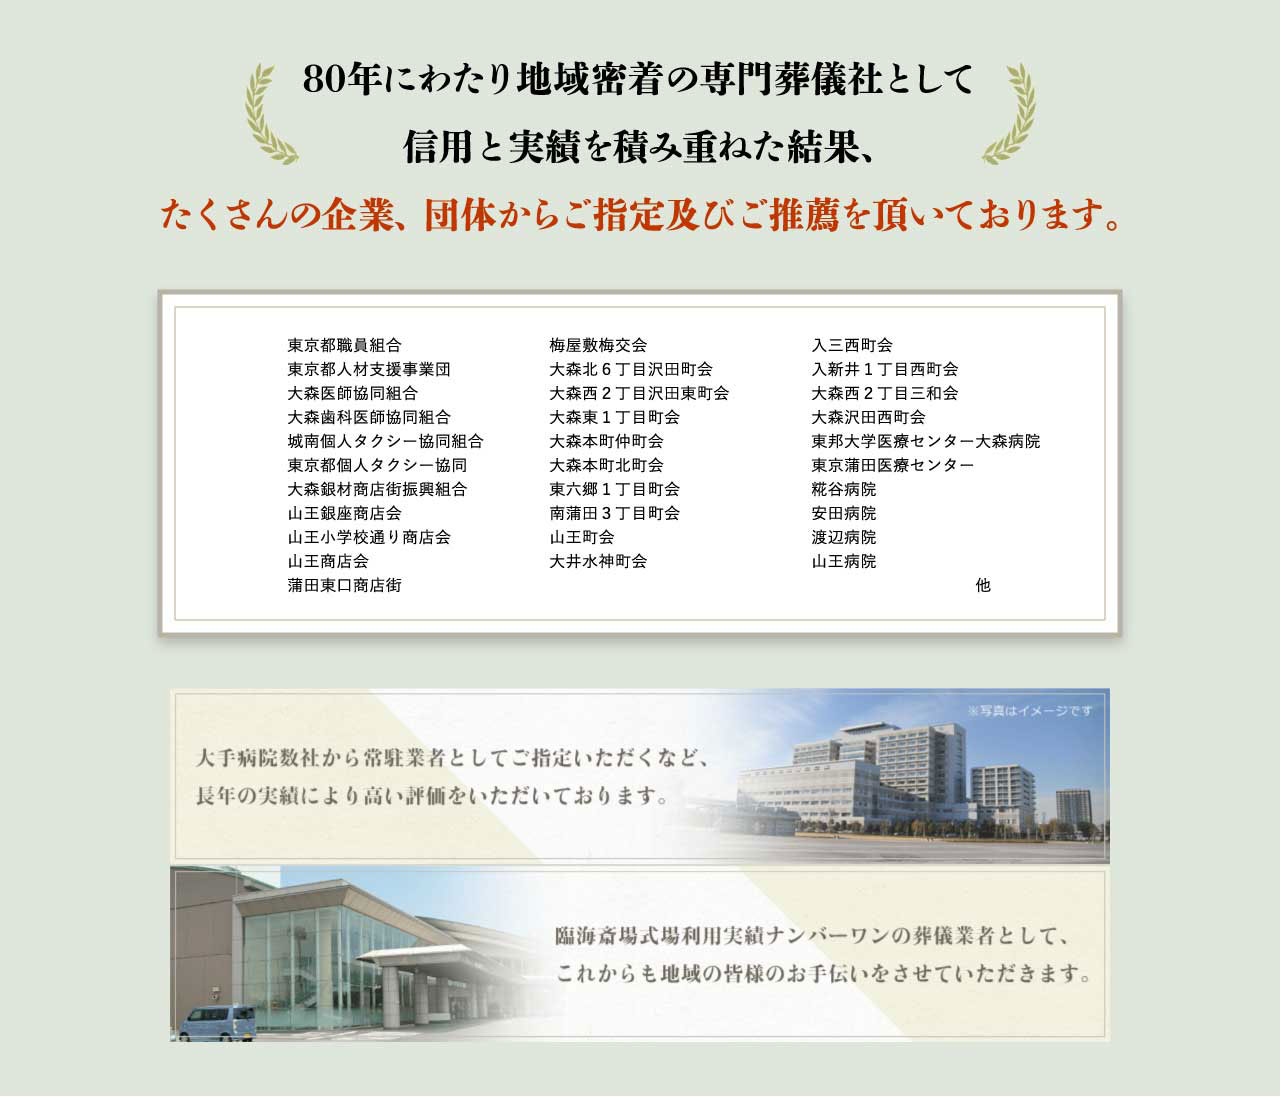 80年にわたり地域密着の専門葬儀社として
信用と実績を積み重ねた結果、
たくさんの企業、団体からご指定及びご推薦を頂いております。
東京都職員組合
東京都人材支援事業団
大森医師協同組合
大森歯科医師協同組合
城南個人タクシー協同組合
東京都個人タクシー協同
大森銀材商店街振興組合
山王銀座商店会
山王小学校通り商店会
山王商店会
蒲田東口商店街
梅屋敷梅交会
大森北６丁目沢田町会
大森西２丁目沢田東町会
大森東１丁目町会
大森本町仲町会
大森本町北町会
東六郷１丁目町会
南蒲田３丁目町会
山王町会
大井水神町会
入三西町会
入新井１丁目西町会
大森西２丁目三和会
大森沢田西町会
東邦大学医療センター大森病院
東京蒲田医療センター
糀谷病院
安田病院
渡辺病院
山王病院
他
※写真はイメージです
大手病院数社から常駐業者としてご指定いただくなど、
長年の実績により高い評価をいただいております。
臨海斎場式場利用実績ナンバーワンの葬儀業者として、
これからも地域の皆様のお手伝いをさせていただきます。